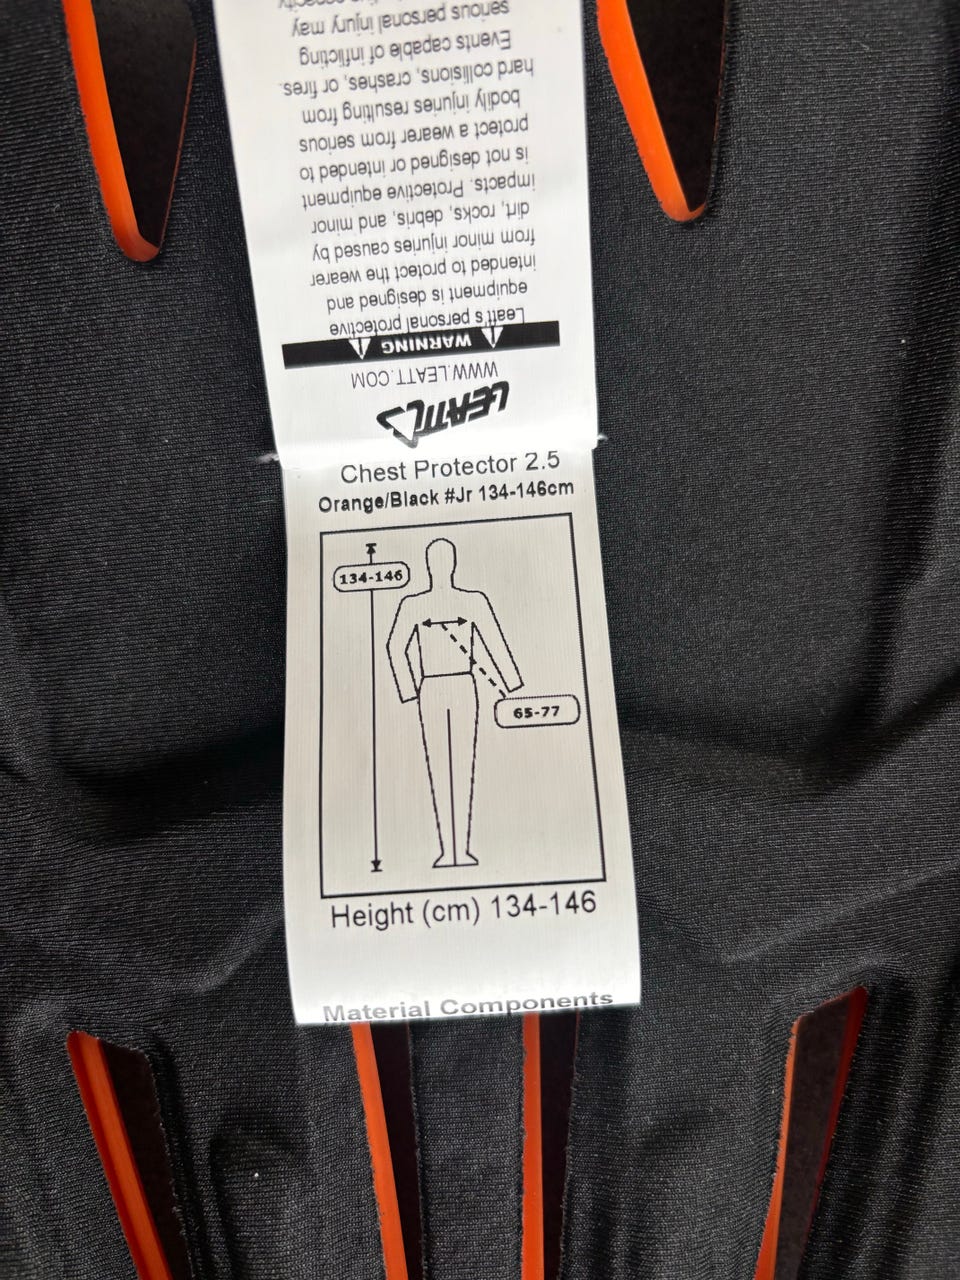 Chest Protector 2.5
Orange/Black #Jr 134-146cm
134-146
65-77
Height (cm) 134-146
Material Components
LEATT
WWW.LEATT.COM
WARNING
Leatt's personal protective
equipment is designed and
intended to protect the wearer
from minor injuries caused by
dirt, rocks, debris, and minor
impacts. Protective equipment
is not designed or intended to
protect a wearer from serious
bodily injuries resulting from
hard collisions, crashes, or fires.
Events capable of inflicting
serious personal injury may